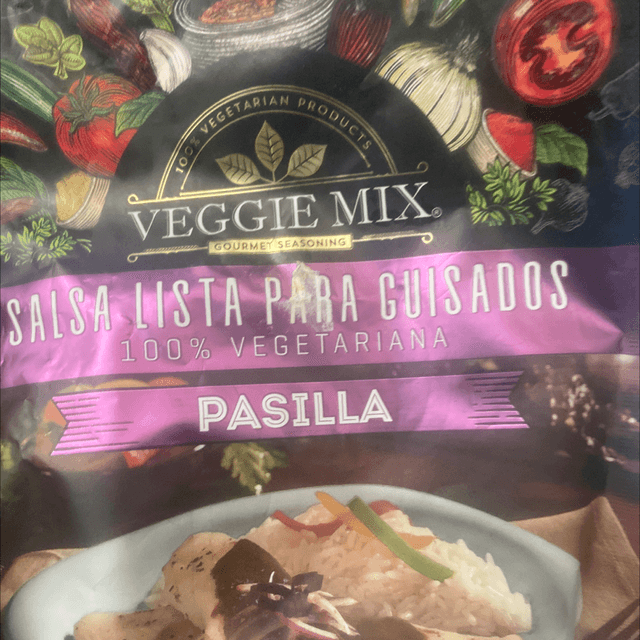 100% VEGETARIAN PRODUCTS
VEGGIE MIX®
GOURMET SEASONING
SALSA LISTA PARA GUISADOS
100% VEGETARIANA
PASILLA